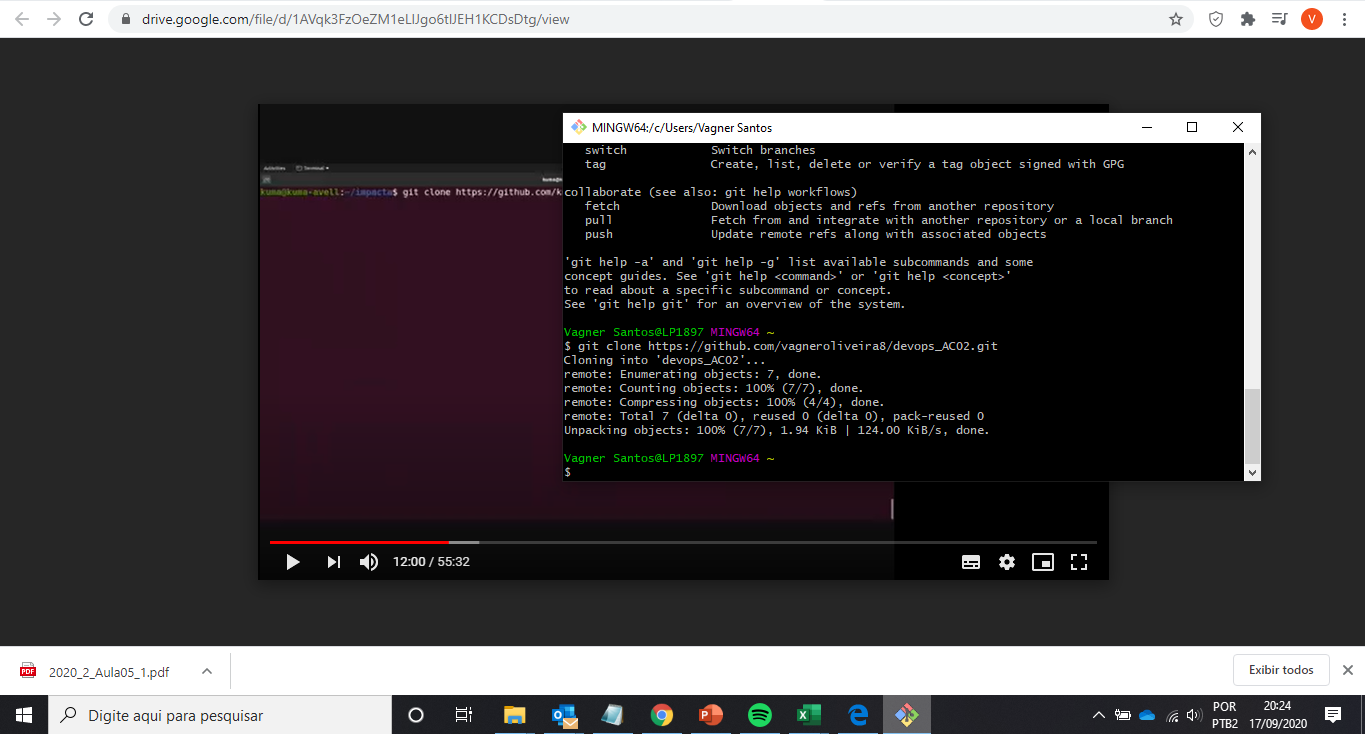 drive.google.com/file/d/1AVqk3FzOeZM1eLlJgo6tlJEH1KCDsDtg/view
V
MINGW64:/c/Users/Vagner Santos
switch Switch branches
tag Create, list, delete or verify a tag object signed with GPG
collaborate (see also: git help workflows)
fetch Download objects and refs from another repository
pull Fetch from and integrate with another repository or a local branch
push Update remote refs along with associated objects
'git help -a' and 'git help -g' list available subcommands and some
concept guides. See 'git help <command>' or 'git help <concept>'
to read about a specific subcommand or concept.
See 'git help git' for an overview of the system.
Vagner Santos@LP1897 MINGW64 ~
$ git clone https://github.com/vagneroliveira8/devops_AC02.git
Cloning into 'devops_AC02'...
remote: Enumerating objects: 7, done.
remote: Counting objects: 100% (7/7), done.
remote: Compressing objects: 100% (4/4), done.
remote: Total 7 (delta 0), reused 0 (delta 0), pack-reused 0
Unpacking objects: 100% (7/7), 1.94 KiB | 124.00 KiB/s, done.
Vagner Santos@LP1897 MINGW64 ~
$
Activities Terminal
kuma@kuma-avell:~/impacta$ git clone https://github.com/k
12:00 / 55:32
PDF
2020_2_Aula05_1.pdf
Exibir todos
Digite aqui para pesquisar
POR
PTB2
20:24
17/09/2020